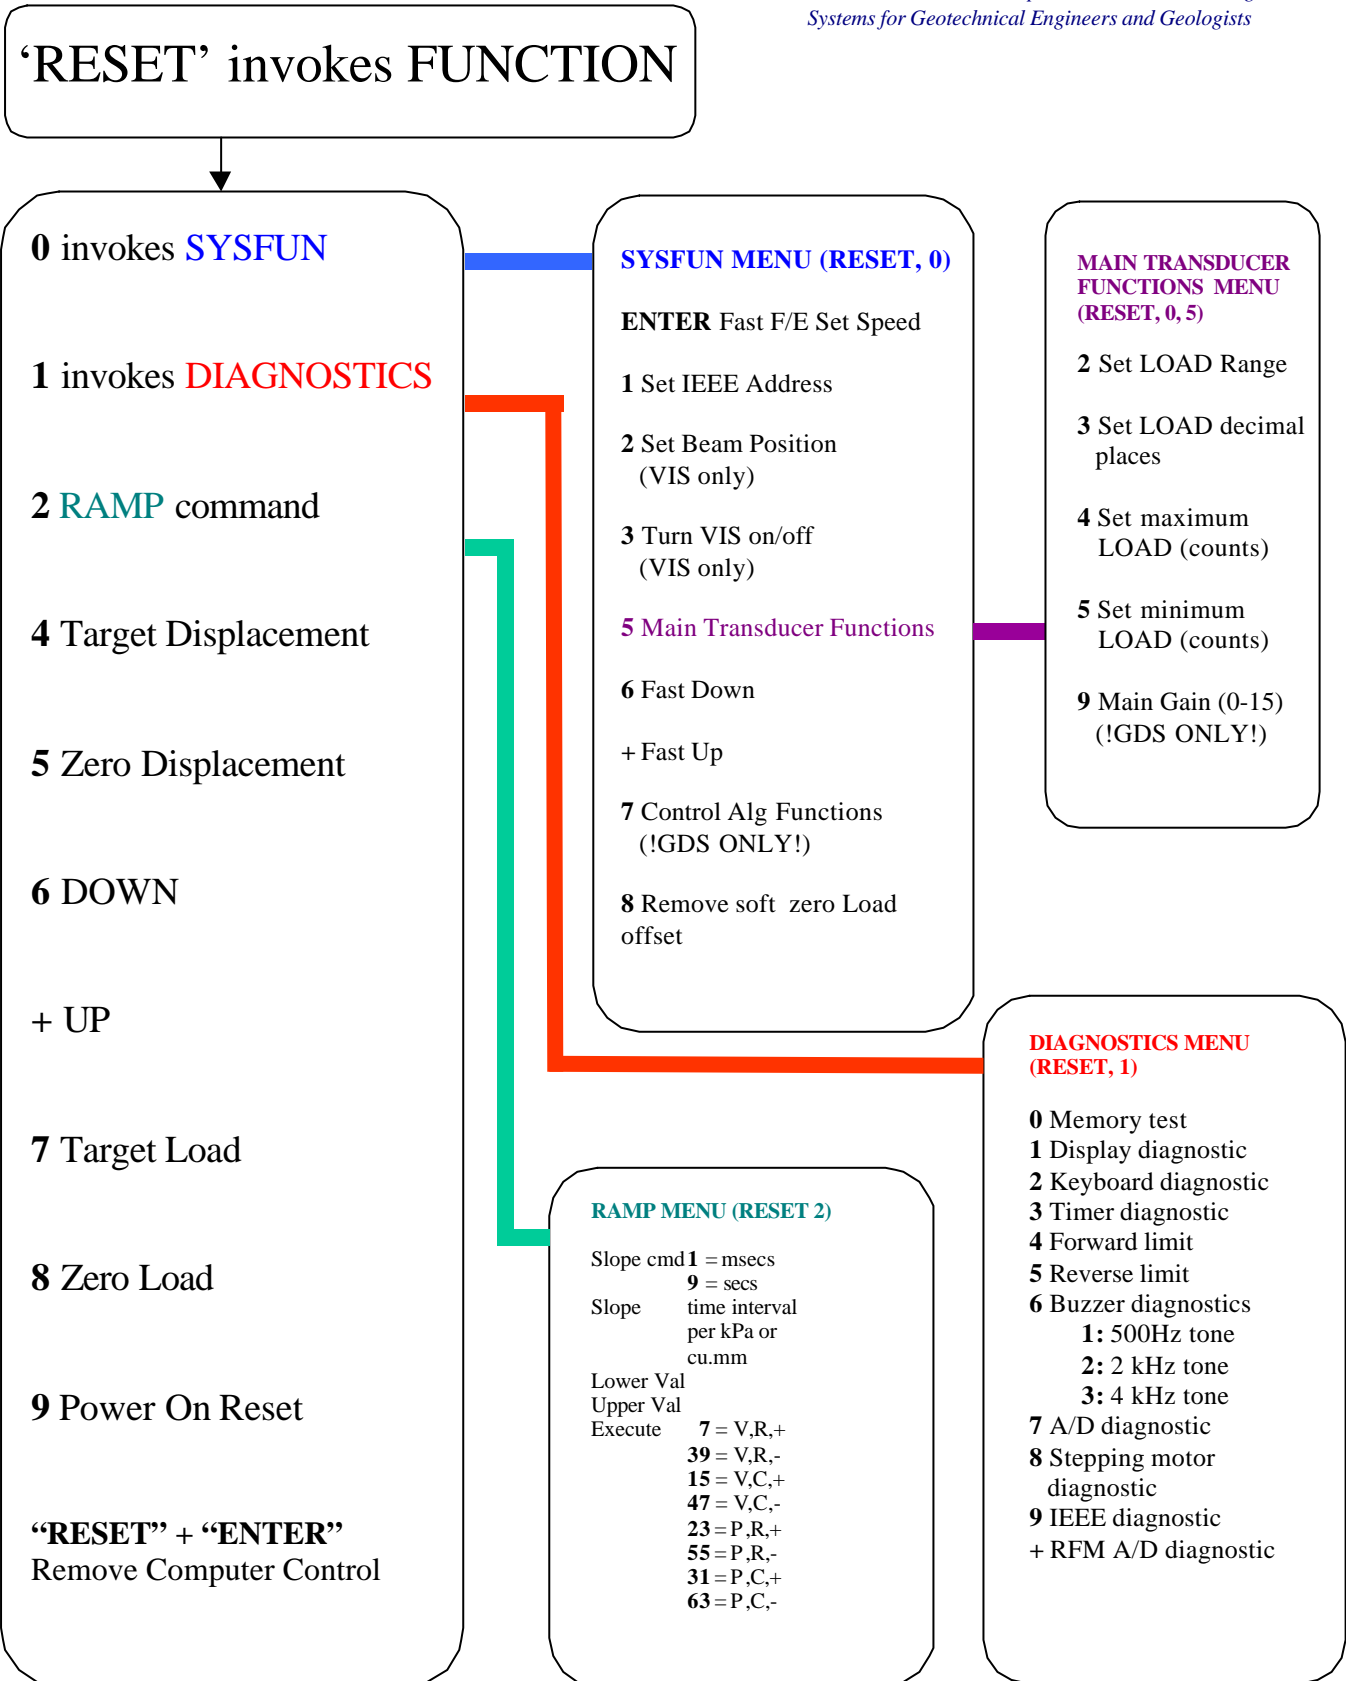 Systems for Geotechnical Engineers and Geologists
‘RESET’ invokes FUNCTION
0 invokes SYSFUN
1 invokes DIAGNOSTICS
2 RAMP command
4 Target Displacement
5 Zero Displacement
6 DOWN
+ UP
7 Target Load
8 Zero Load
9 Power On Reset
“RESET” + “ENTER”
Remove Computer Control
SYSFUN MENU (RESET, 0)
ENTER Fast F/E Set Speed
1 Set IEEE Address
2 Set Beam Position
(VIS only)
3 Turn VIS on/off
(VIS only)
5 Main Transducer Functions
6 Fast Down
+ Fast Up
7 Control Alg Functions
(!GDS ONLY!)
8 Remove soft zero Load
offset
MAIN TRANSDUCER
FUNCTIONS MENU
(RESET, 0, 5)
2 Set LOAD Range
3 Set LOAD decimal
places
4 Set maximum
LOAD (counts)
5 Set minimum
LOAD (counts)
9 Main Gain (0-15)
(!GDS ONLY!)
RAMP MENU (RESET 2)
Slope cmd 1 = msecs
9 = secs
Slope time interval
per kPa or
cu.mm
Lower Val
Upper Val
Execute 7 = V,R,+
39 = V,R,-
15 = V,C,+
47 = V,C,-
23 = P,R,+
55 = P,R,-
31 = P,C,+
63 = P,C,-
DIAGNOSTICS MENU
(RESET, 1)
0 Memory test
1 Display diagnostic
2 Keyboard diagnostic
3 Timer diagnostic
4 Forward limit
5 Reverse limit
6 Buzzer diagnostics
1: 500Hz tone
2: 2 kHz tone
3: 4 kHz tone
7 A/D diagnostic
8 Stepping motor
diagnostic
9 IEEE diagnostic
+ RFM A/D diagnostic